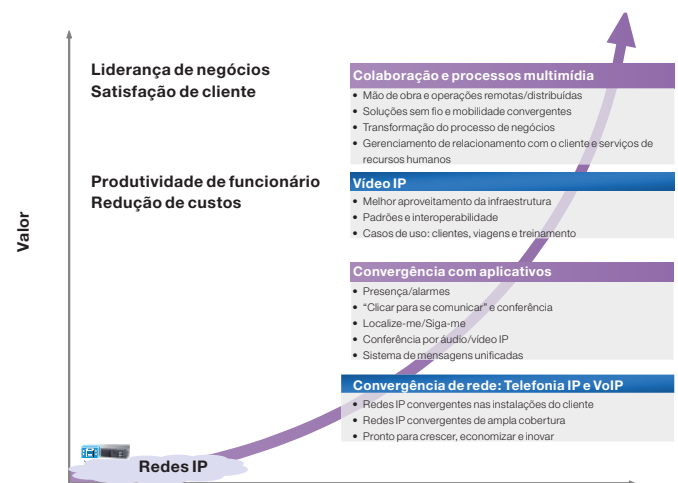 Liderança de negócios
Satisfação de cliente
Colaboração e processos multimídia
• Mão de obra e operações remotas/distribuídas
• Soluções sem fio e mobilidade convergentes
• Transformação do processo de negócios
• Gerenciamento de relacionamento com o cliente e serviços de
recursos humanos
Produtividade de funcionário
Redução de custos
Vídeo IP
• Melhor aproveitamento da infraestrutura
• Padrões e interoperabilidade
• Casos de uso: clientes, viagens e treinamento
Valor
Convergência com aplicativos
• Presença/alarmes
• “Clicar para se comunicar” e conferência
• Localize-me/Siga-me
• Conferência por áudio/vídeo IP
• Sistema de mensagens unificadas
Convergência de rede: Telefonia IP e VoIP
• Redes IP convergentes nas instalações do cliente
• Redes IP convergentes de ampla cobertura
• Pronto para crescer, economizar e inovar
Redes IP